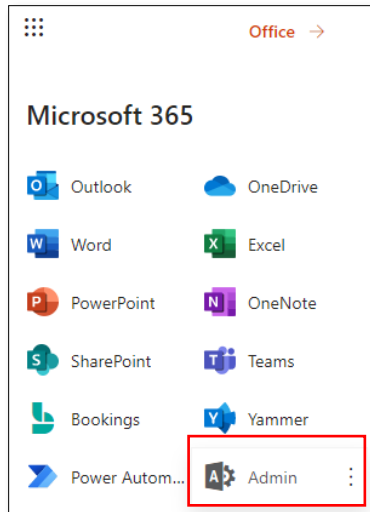 Office →
Microsoft 365
Outlook OneDrive
Word Excel
PowerPoint OneNote
SharePoint Teams
Bookings Yammer
Power Autom... Admin